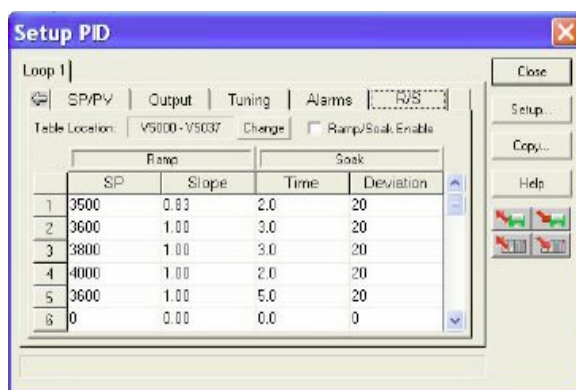 Setup PID
Loop 1
SP/PV Output Tuning Alarms R/S
Table Location: V5000 - V5037 Change Ramp/Soak Enable
Ramp Soak
SP Slope Time Deviation
1 3500 0.83 2.0 20
2 3600 1.00 3.0 20
3 3800 1.00 3.0 20
4 4000 1.00 2.0 20
5 3600 1.00 5.0 20
6 0 0.00 0.0 0
Close
Setup...
Copy...
Help